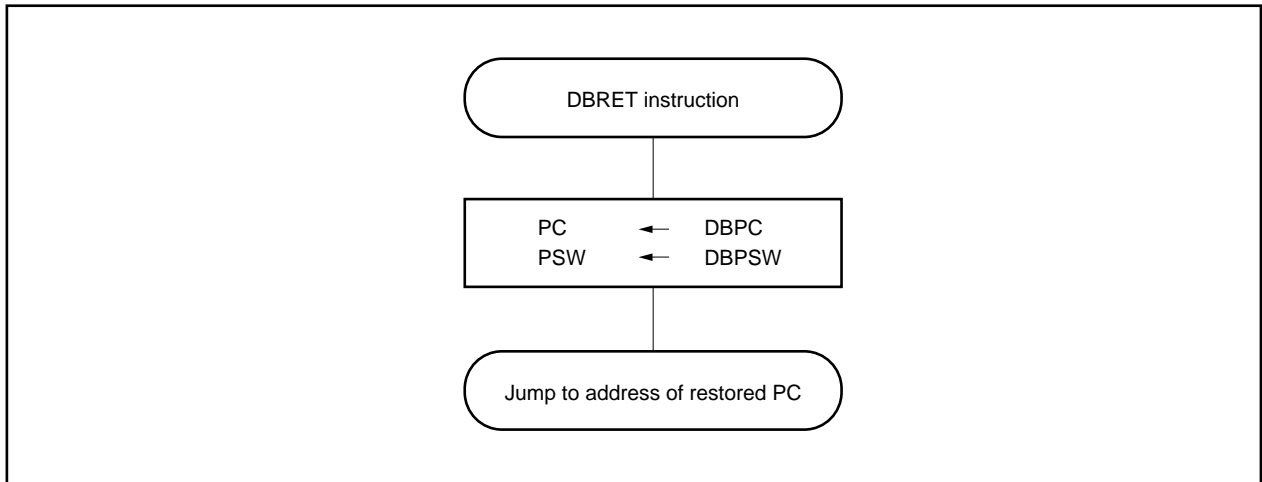 DBRET instruction
PC ← DBPC
PSW ← DBPSW
Jump to address of restored PC